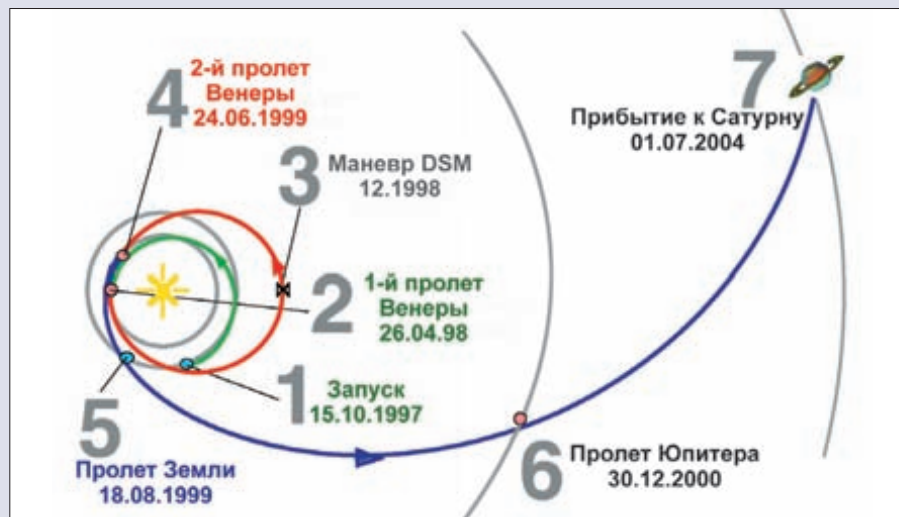 1
Запуск
15.10.1997
2
1-й пролет
Венеры
26.04.98
3
Маневр DSM
12.1998
4
2-й пролет
Венеры
24.06.1999
5
Пролет Земли
18.08.1999
6
Пролет Юпитера
30.12.2000
7
Прибытие к Сатурну
01.07.2004